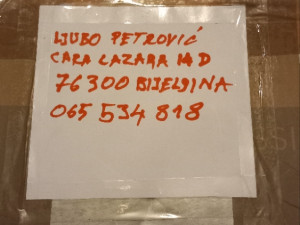 LJUBO PETROVIĆ
CARA LAZARA 14 D
76300 BIJELJINA
065 534 818